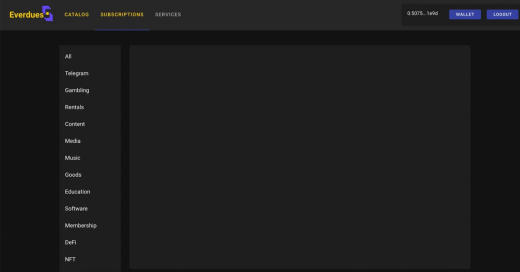 Everdues CATALOG SUBSCRIPTIONS SERVICES 0:5075... 1e9d WALLET LOGOUT
All
Telegram
Gambling
Rentals
Content
Media
Music
Goods
Education
Software
Membership
DeFi
NFT